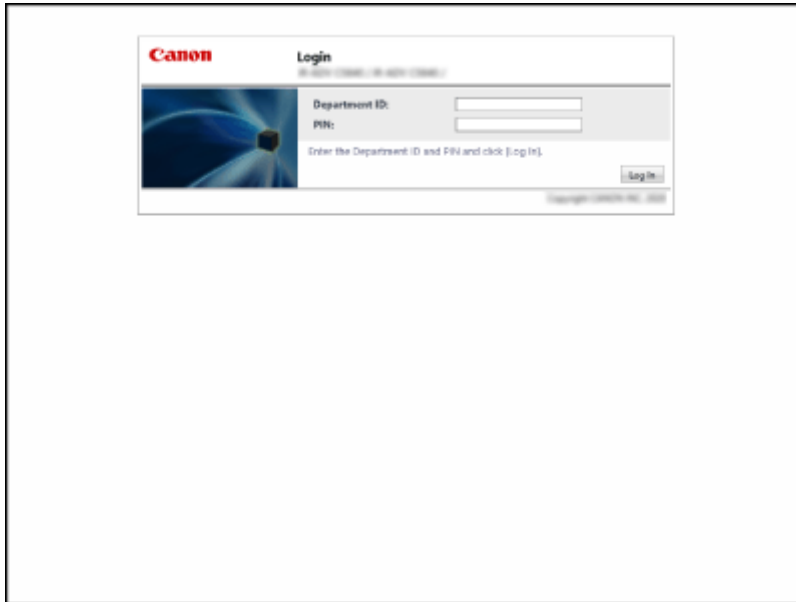 Canon
Login
Department ID:
PIN:
Enter the Department ID and PIN and click [Log In].
Log In